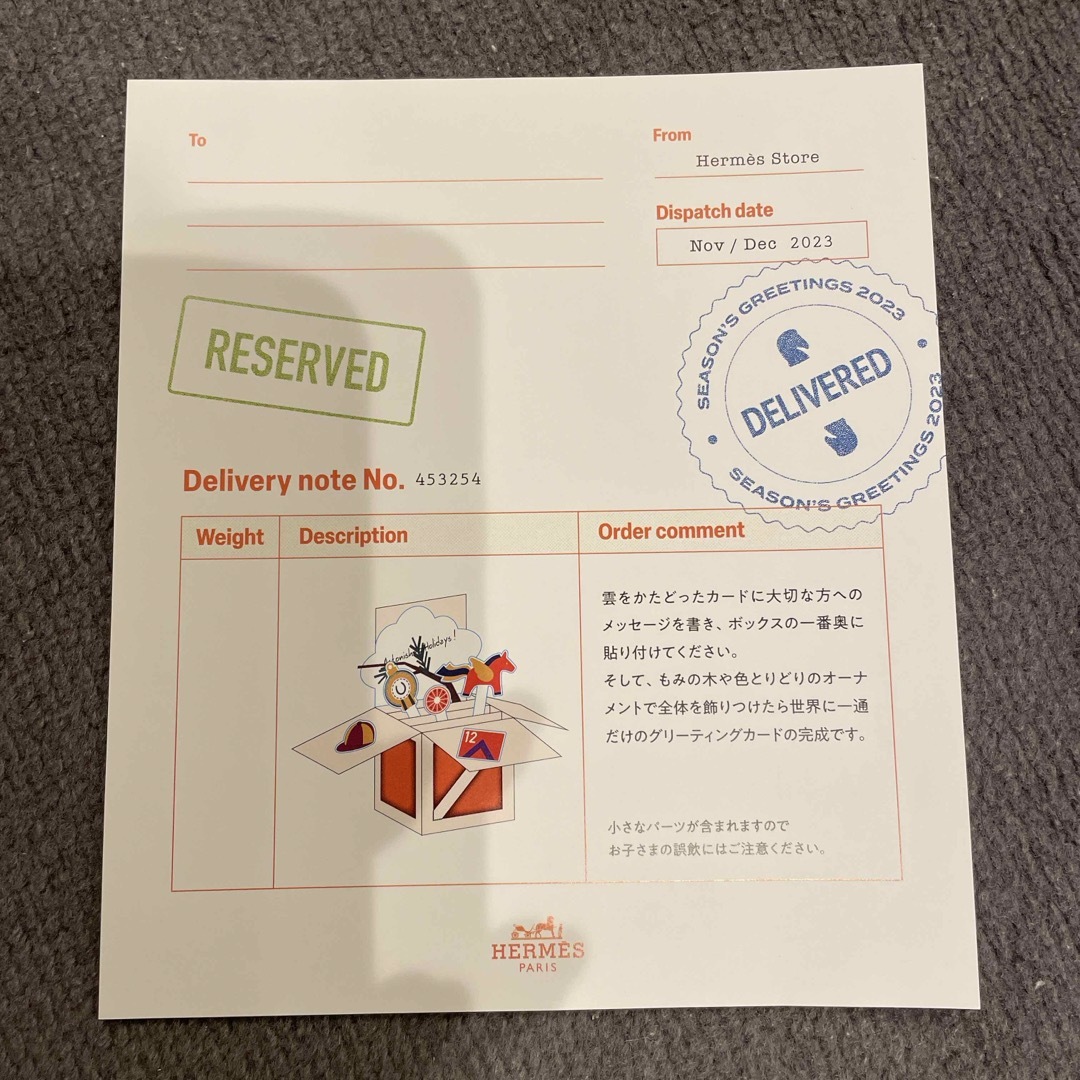 To
From
Hermès Store
Dispatch date
Nov / Dec 2023
SEASON'S GREETINGS 2023
DELIVERED
SEASON'S GREETINGS 2023
RESERVED
Delivery note No. 453254
Weight
Description
Order comment
雲をかたどったカードに大切な方への
メッセージを書き、ボックスの一番奥に
貼り付けてください。
そして、もみの木や色とりどりのオーナ
メントで全体を飾りつけたら世界に一通
だけのグリーティングカードの完成です。
Holidays!
12
小さなパーツが含まれますので
お子さまの誤飲にはご注意ください。
HERMÈS
PARIS